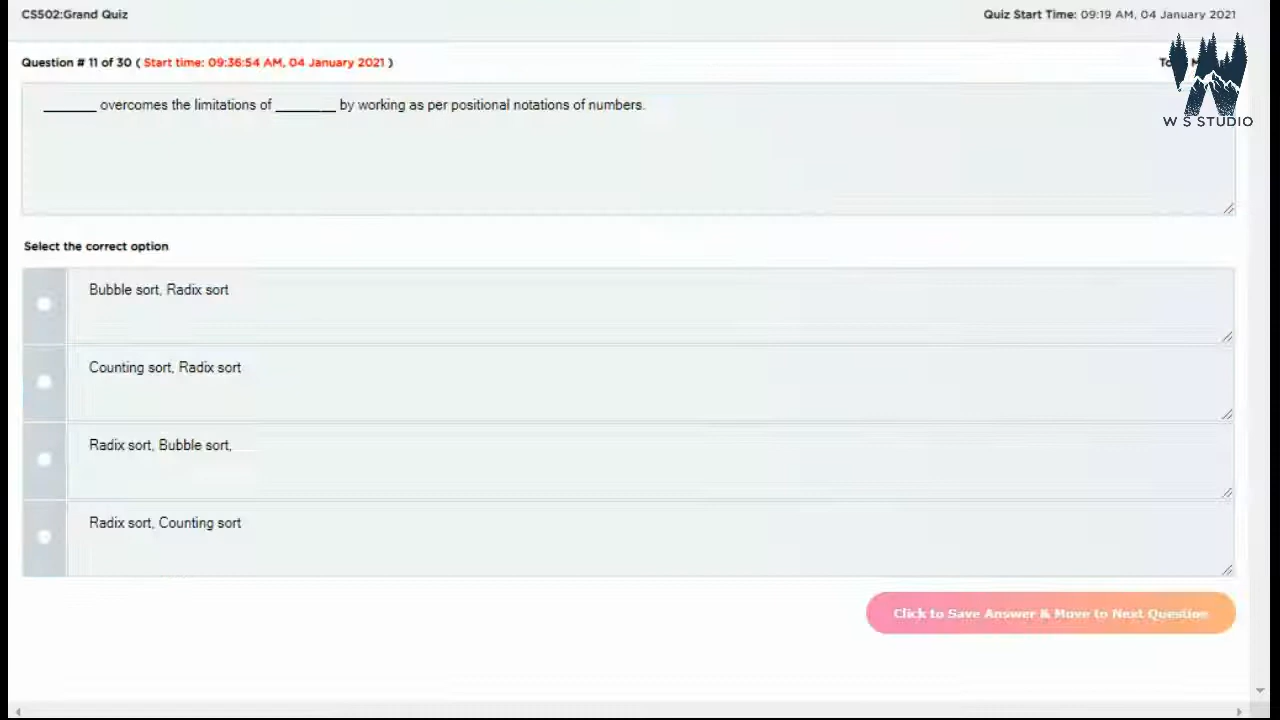 CS502:Grand Quiz
Quiz Start Time: 09:19 AM, 04 January 2021
Question # 11 of 30 ( Start time: 09:36:54 AM, 04 January 2021 )
W S STUDIO
_______ overcomes the limitations of ________ by working as per positional notations of numbers.
Select the correct option
Bubble sort, Radix sort
Counting sort, Radix sort
Radix sort, Bubble sort,
Radix sort, Counting sort
Click to Save Answer & Move to Next Question